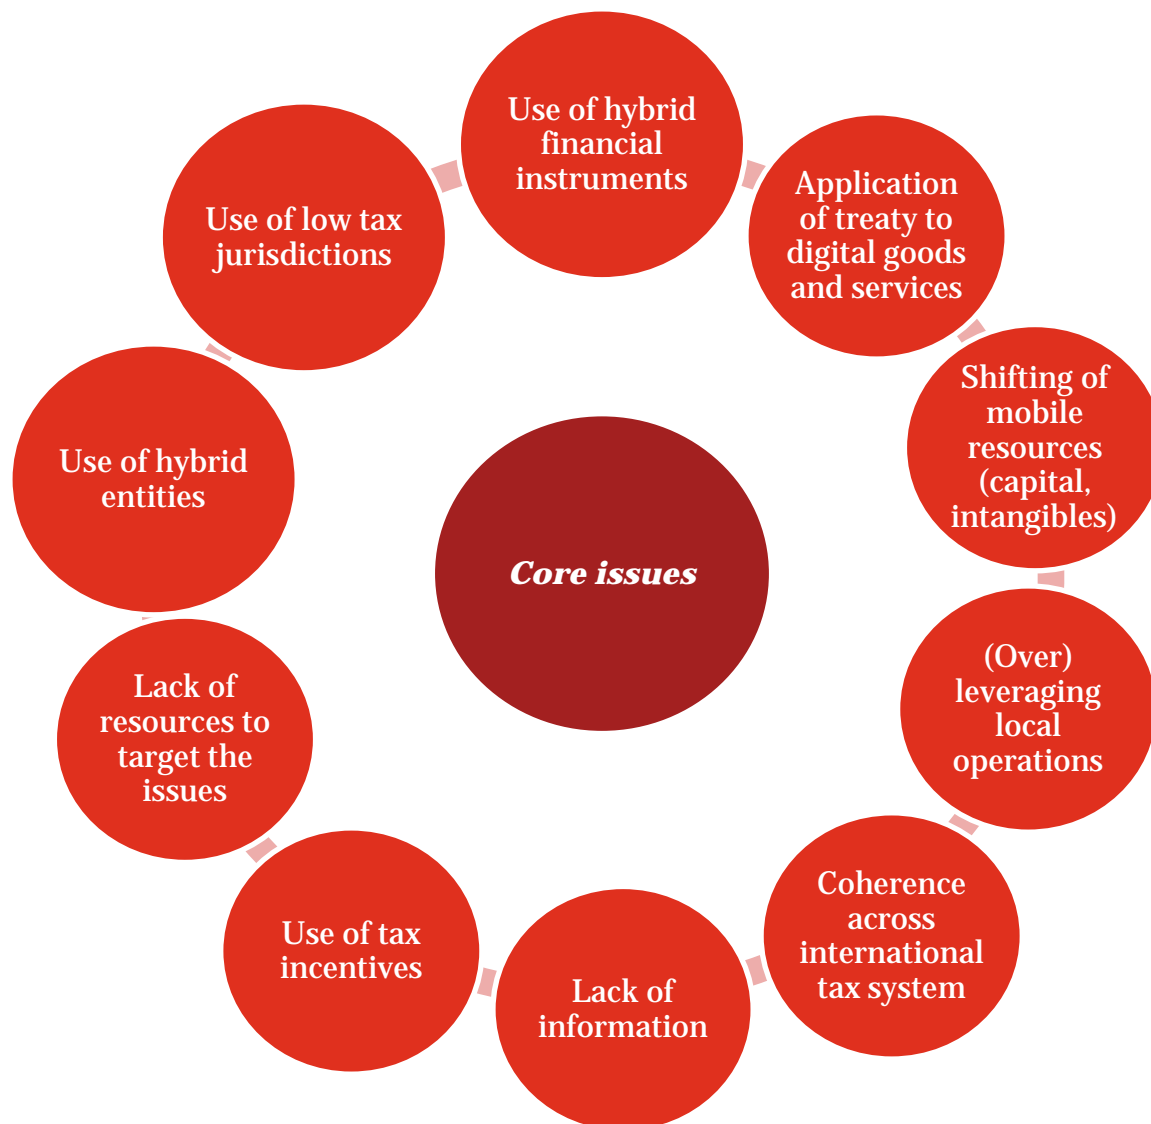 Use of hybrid
financial
instruments
Application
of treaty to
digital goods
and services
Shifting of
mobile
resources
(capital,
intangibles)
(Over)
leveraging
local
operations
Coherence
across
international
tax system
Lack of
information
Use of tax
incentives
Lack of
resources to
target the
issues
Use of hybrid
entities
Use of low tax
jurisdictions
Core issues